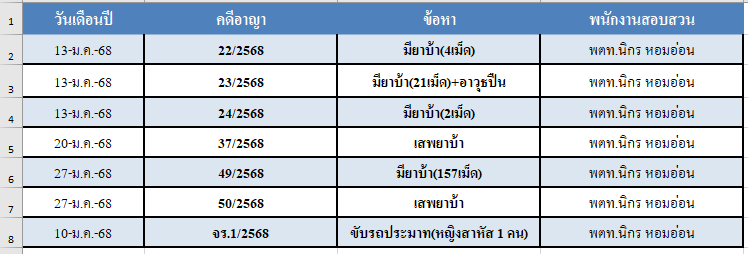 1 วันเดือนปี คดีอาญา ข้อหา พนักงานสอบสวน
2 13-ม.ค.-68 22/2568 มียาบ้า(4เม็ด) พตท.นิกร หอมอ่อน
3 13-ม.ค.-68 23/2568 มียาบ้า(21เม็ด)+อาวุธปืน พตท.นิกร หอมอ่อน
4 13-ม.ค.-68 24/2568 มียาบ้า(2เม็ด) พตท.นิกร หอมอ่อน
5 20-ม.ค.-68 37/2568 เสพยาบ้า พตท.นิกร หอมอ่อน
6 27-ม.ค.-68 49/2568 มียาบ้า(157เม็ด) พตท.นิกร หอมอ่อน
7 27-ม.ค.-68 50/2568 เสพยาบ้า พตท.นิกร หอมอ่อน
8 10-ม.ค.-68 จร.1/2568 ขับรถประมาท(หญิงสาหัส 1 คน) พตท.นิกร หอมอ่อน